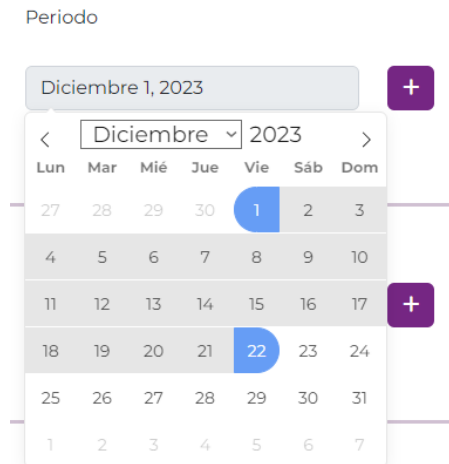 Periodo
Diciembre 1, 2023
+
Diciembre 2023
Lun Mar Mié Jue Vie Sáb Dom
27 28 29 30 1 2 3
4 5 6 7 8 9 10
11 12 13 14 15 16 17
+
18 19 20 21 22 23 24
25 26 27 28 29 30 31
1 2 3 4 5 6 7